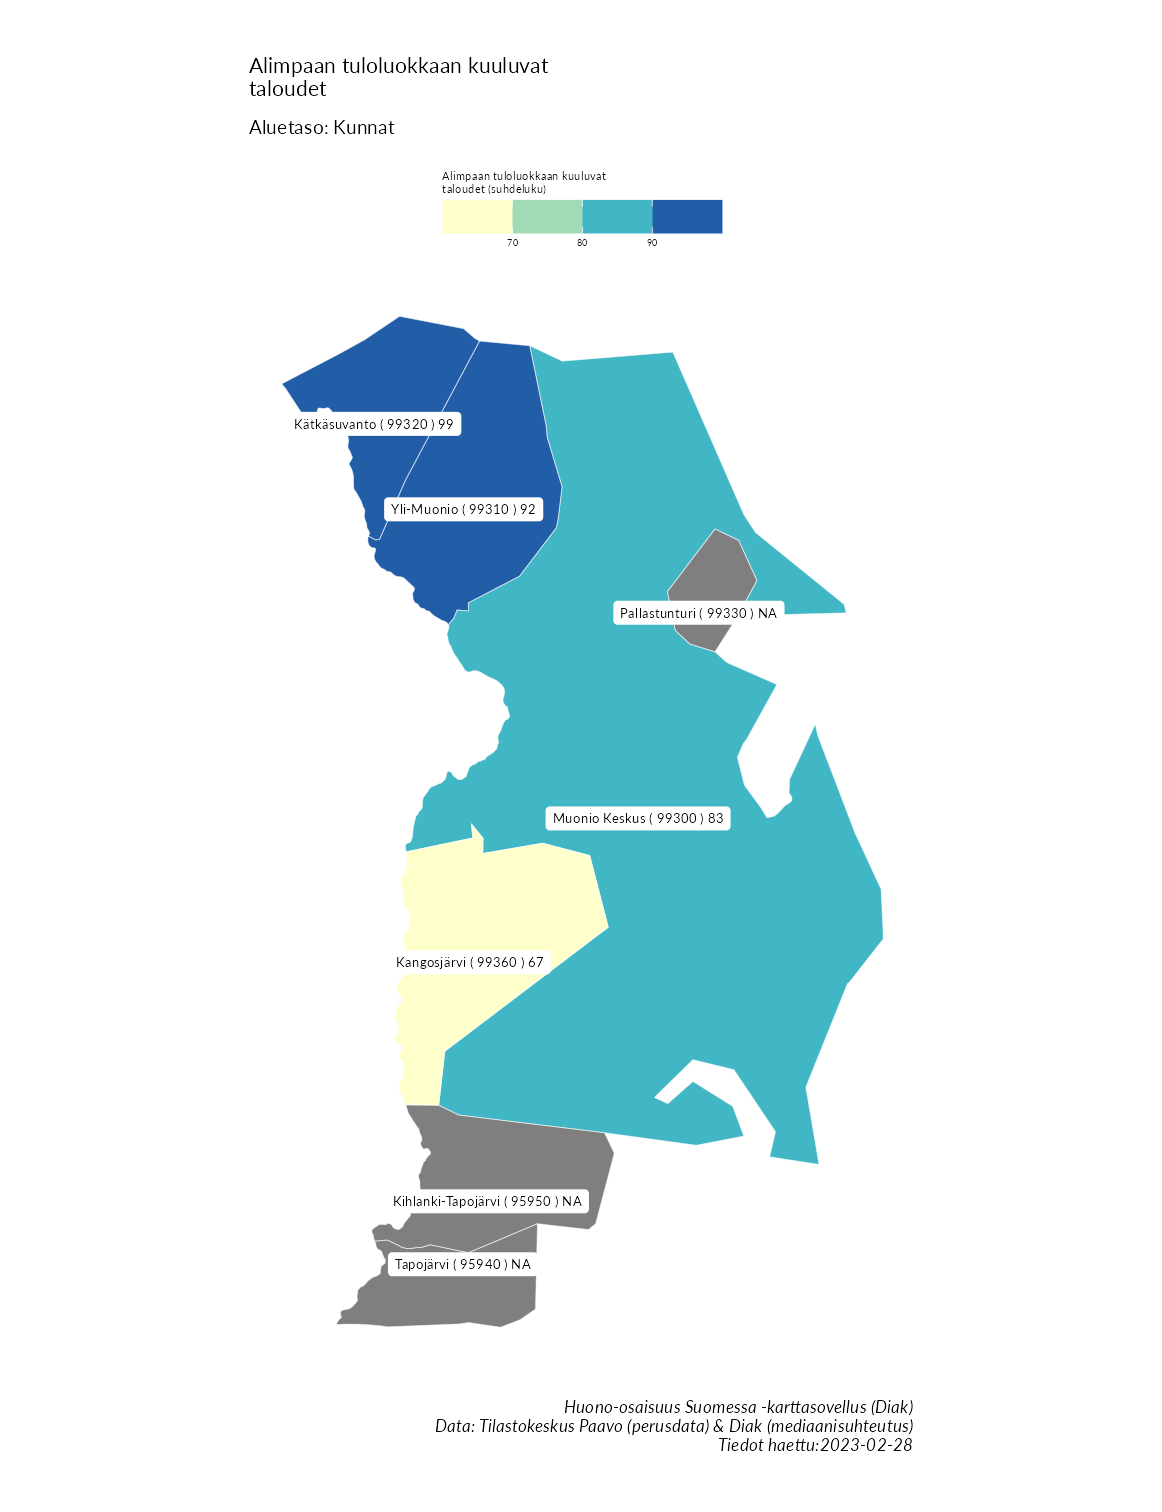 Alimpaan tuloluokkaan kuuluvat
taloudet
Aluetaso: Kunnat
Alimpaan tuloluokkaan kuuluvat
taloudet (suhdeluku)
70 80 90
Kätkäsuvanto ( 99320 ) 99
Yli-Muonio ( 99310 ) 92
Pallastunturi ( 99330 ) NA
Muonio Keskus ( 99300 ) 83
Kangosjärvi ( 99360 ) 67
Kihlanki-Tapojärvi ( 95950 ) NA
Tapojärvi ( 95940 ) NA
Huono-osaisuus Suomessa -karttasovellus (Diak)
Data: Tilastokeskus Paavo (perusdata) & Diak (mediaanisuhteutus)
Tiedot haettu:2023-02-28